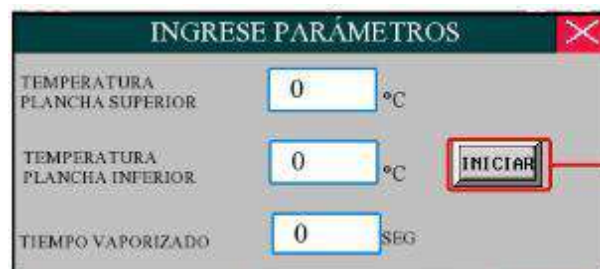 INGRESE PARÁMETROS
TEMPERATURA
PLANCHA SUPERIOR
0
°C
TEMPERATURA
PLANCHA INFERIOR
0
°C
INICIAR
TIEMPO VAPORIZADO
0
SEG